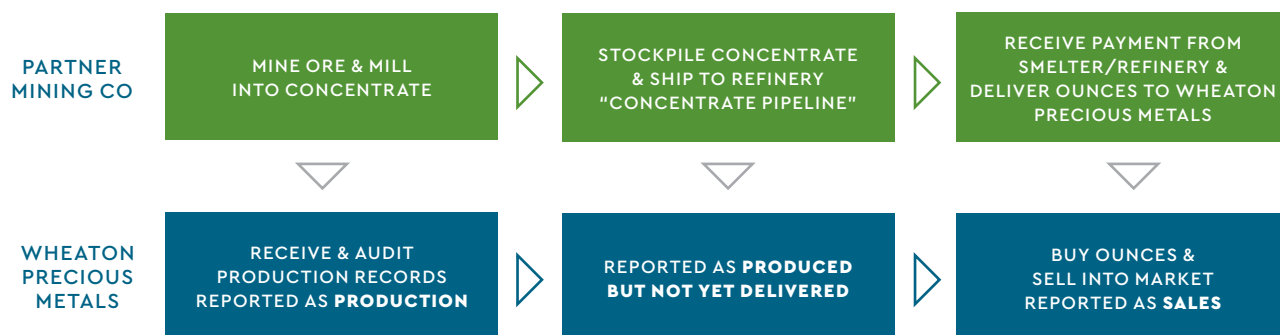 PARTNER
MINING CO
MINE ORE & MILL
INTO CONCENTRATE
STOCKPILE CONCENTRATE
& SHIP TO REFINERY
“CONCENTRATE PIPELINE”
RECEIVE PAYMENT FROM
SMELTER/REFINERY &
DELIVER OUNCES TO WHEATON
PRECIOUS METALS
WHEATON
PRECIOUS
METALS
RECEIVE & AUDIT
PRODUCTION RECORDS
REPORTED AS PRODUCTION
REPORTED AS PRODUCED
BUT NOT YET DELIVERED
BUY OUNCES &
SELL INTO MARKET
REPORTED AS SALES